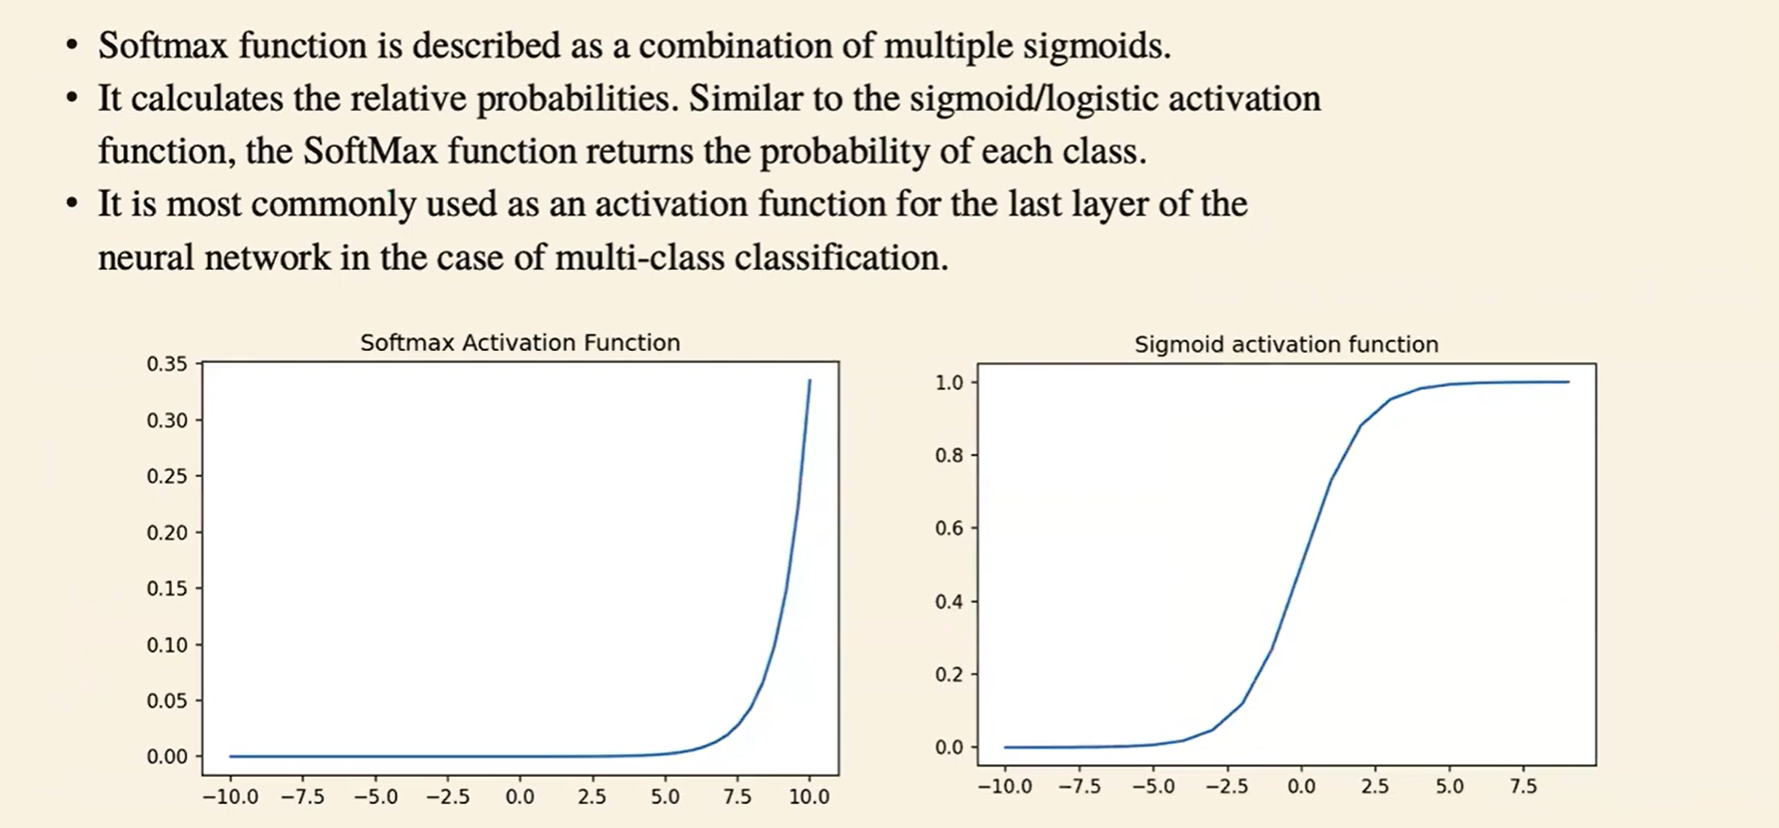 • Softmax function is described as a combination of multiple sigmoids.
• It calculates the relative probabilities. Similar to the sigmoid/logistic activation
function, the SoftMax function returns the probability of each class.
• It is most commonly used as an activation function for the last layer of the
neural network in the case of multi-class classification.
Softmax Activation Function
0.35
0.30
0.25
0.20
0.15
0.10
0.05
0.00
−10.0 −7.5 −5.0 −2.5 0.0 2.5 5.0 7.5 10.0
Sigmoid activation function
1.0
0.8
0.6
0.4
0.2
0.0
−10.0 −7.5 −5.0 −2.5 0.0 2.5 5.0 7.5